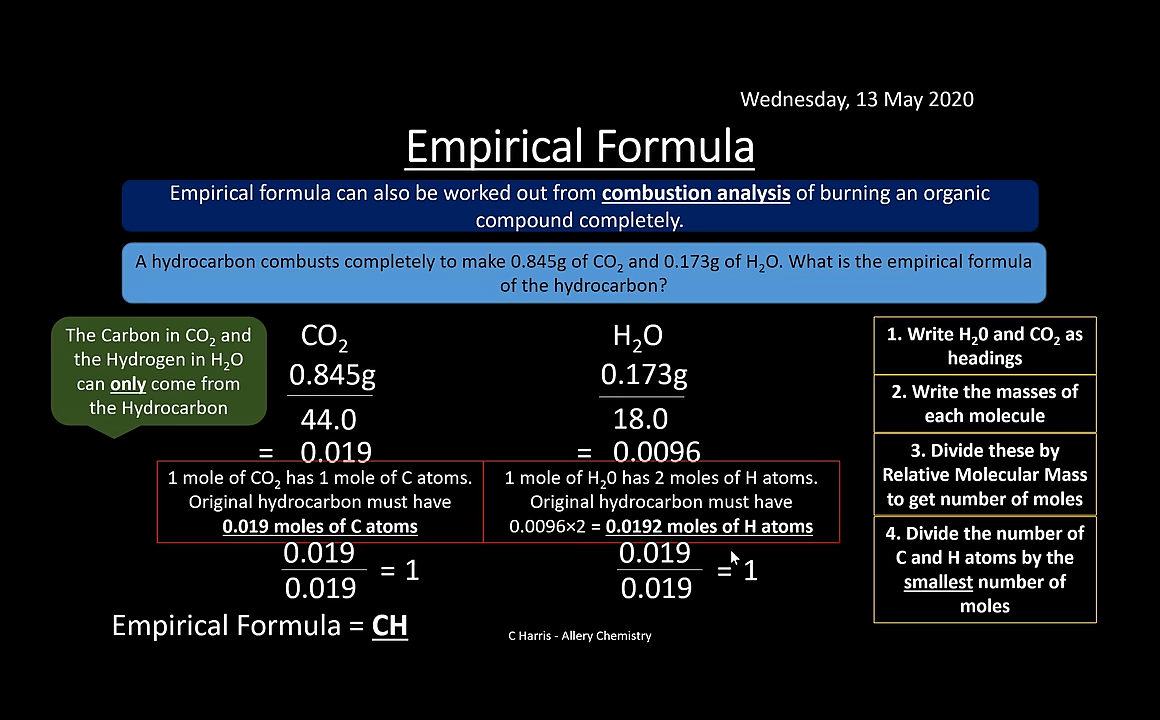 Wednesday, 13 May 2020
Empirical Formula
Empirical formula can also be worked out from combustion analysis of burning an organic
compound completely.
A hydrocarbon combusts completely to make 0.845g of CO₂ and 0.173g of H₂O. What is the empirical formula
of the hydrocarbon?
The Carbon in CO₂ and
the Hydrogen in H₂O
can only come from
the Hydrocarbon
CO₂
0.845g
44.0
= 0.019
1 mole of CO₂ has 1 mole of C atoms.
Original hydrocarbon must have
0.019 moles of C atoms
0.019
0.019
= 1
H₂O
0.173g
18.0
= 0.0096
1 mole of H₂0 has 2 moles of H atoms.
Original hydrocarbon must have
0.0096×2 = 0.0192 moles of H atoms
0.019
0.019
= 1
1. Write H₂0 and CO₂ as
headings
2. Write the masses of
each molecule
3. Divide these by
Relative Molecular Mass
to get number of moles
4. Divide the number of
C and H atoms by the
smallest number of
moles
Empirical Formula = CH
C Harris - Allery Chemistry